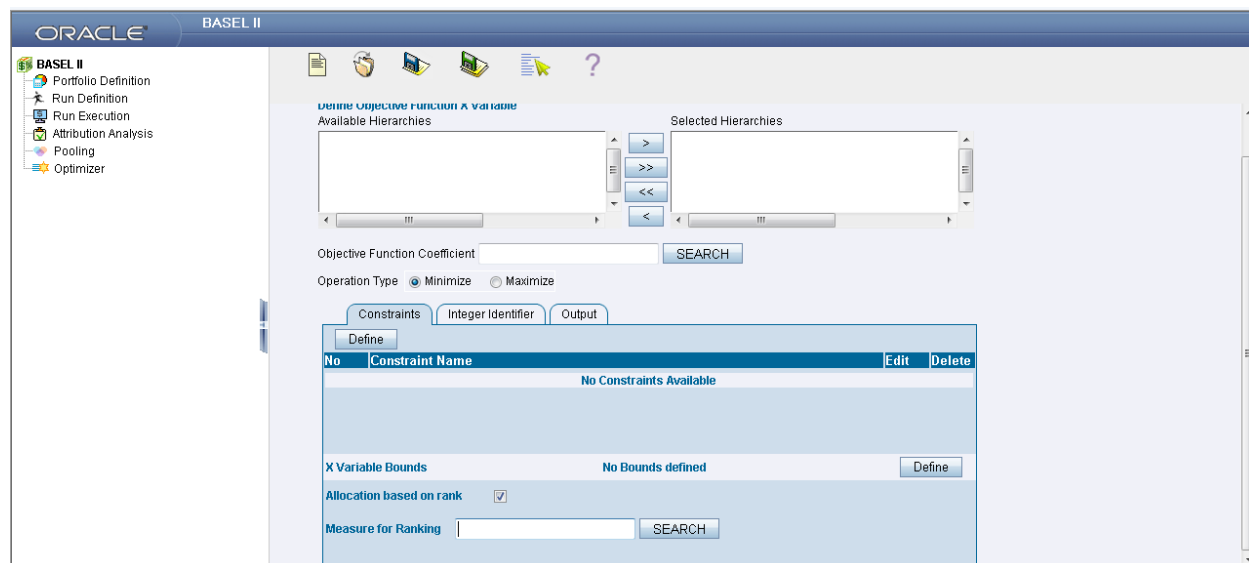 ORACLE
BASEL II
BASEL II
Portfolio Definition
Run Definition
Run Execution
Attribution Analysis
Pooling
Optimizer
?
Define Objective Function X Variable
Available Hierarchies
Selected Hierarchies
>
>>
<<
<
Objective Function Coefficient SEARCH
Operation Type Minimize Maximize
Constraints Integer Identifier Output
Define
No Constraint Name Edit Delete
No Constraints Available
X Variable Bounds No Bounds defined Define
Allocation based on rank
Measure for Ranking SEARCH